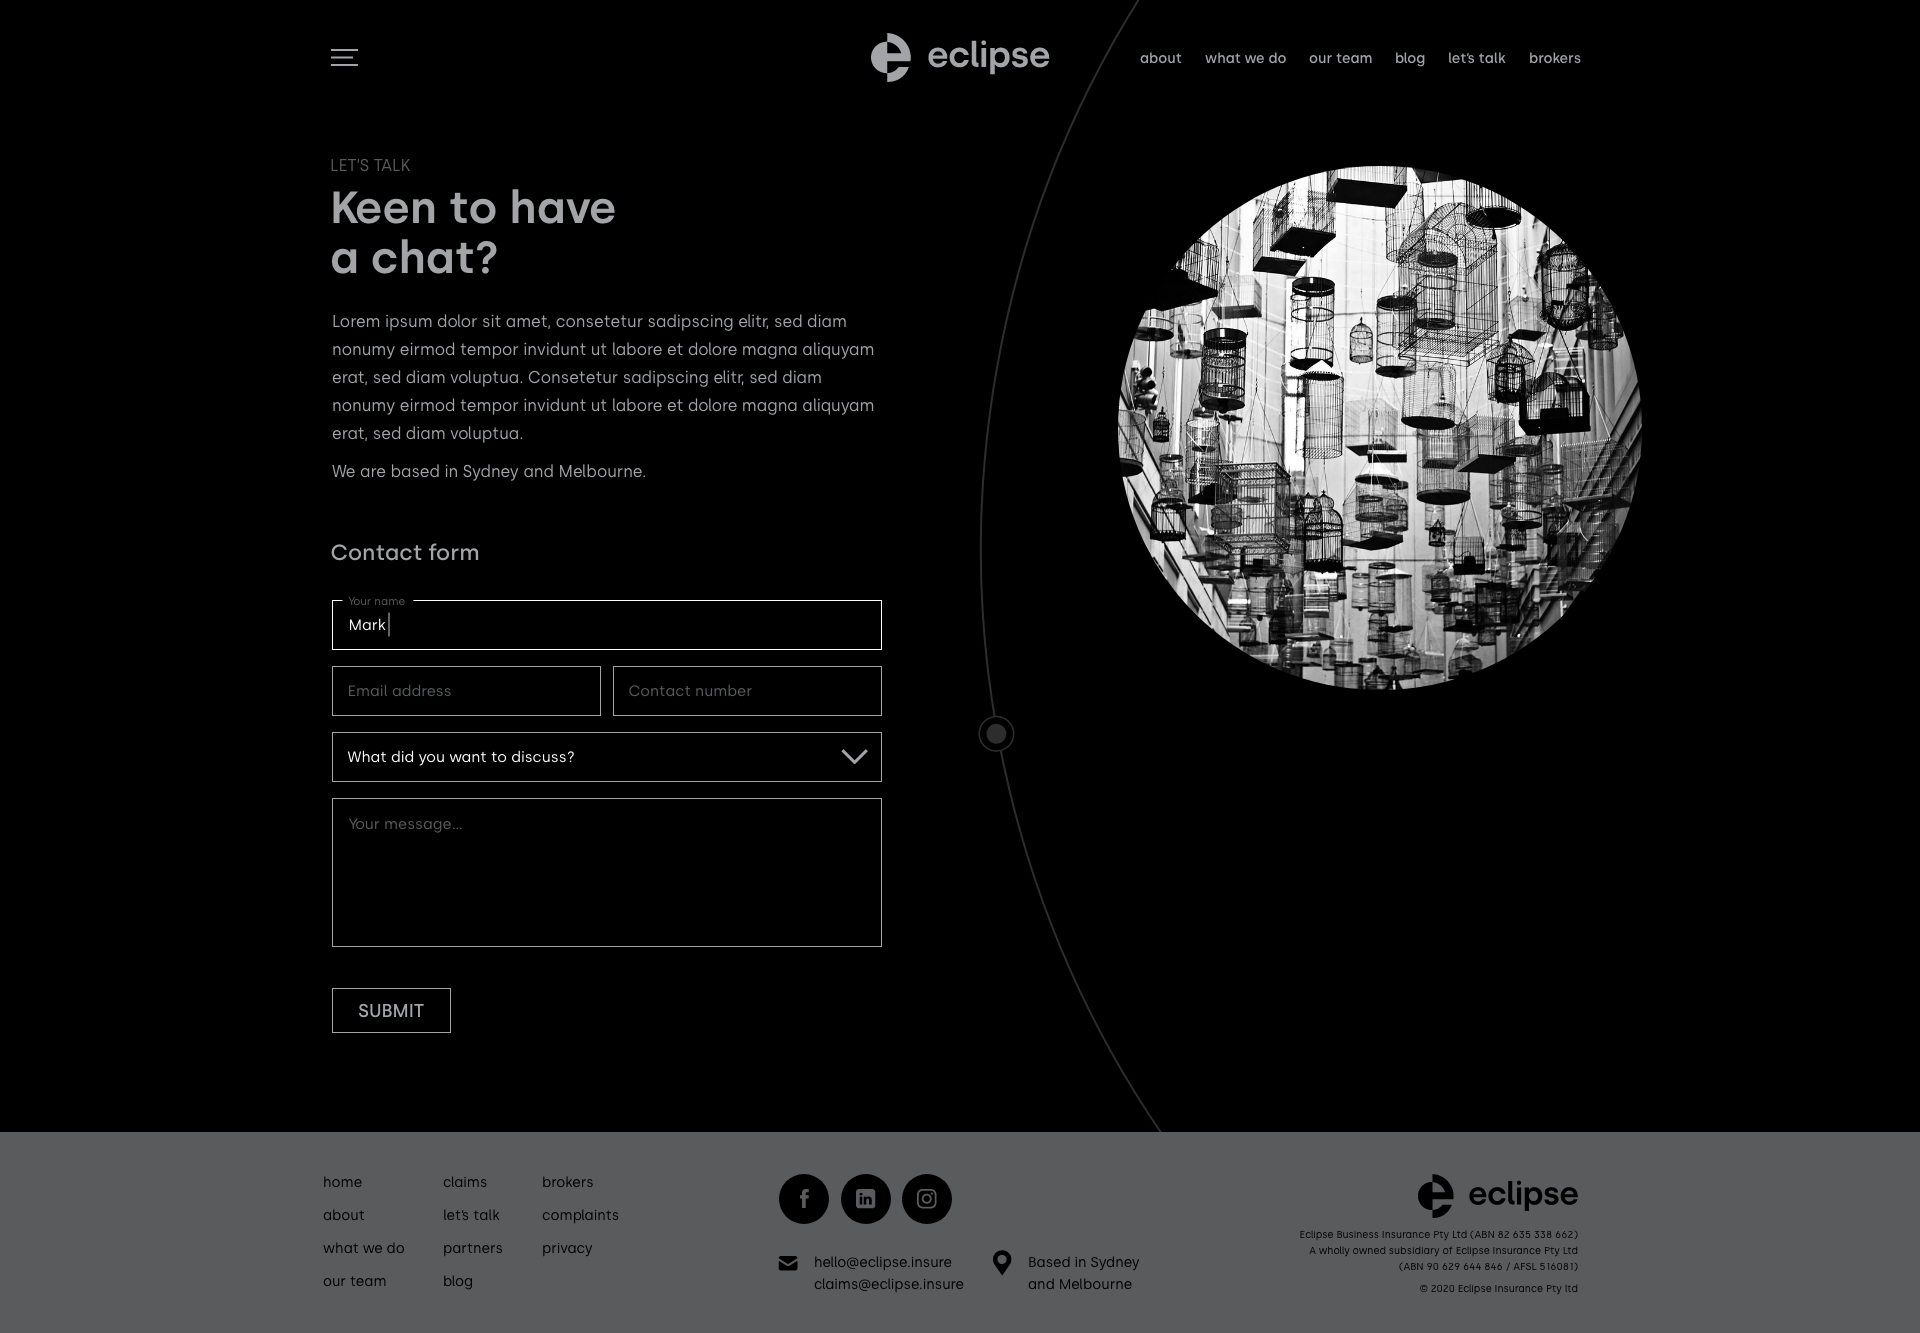 eclipse
about what we do our team blog let's talk brokers
LET'S TALK
Keen to have
a chat?
Lorem ipsum dolor sit amet, consetetur sadipscing elitr, sed diam
nonumy eirmod tempor invidunt ut labore et dolore magna aliquyam
erat, sed diam voluptua. Consetetur sadipscing elitr, sed diam
nonumy eirmod tempor invidunt ut labore et dolore magna aliquyam
erat, sed diam voluptua.
We are based in Sydney and Melbourne.
Contact form
Your name
Mark
Email address
Contact number
What did you want to discuss?
Your message...
SUBMIT
home
about
what we do
our team
claims
let's talk
partners
blog
brokers
complaints
privacy
hello@eclipse.insure
claims@eclipse.insure
Based in Sydney
and Melbourne
eclipse
Eclipse Business Insurance Pty Ltd (ABN 82 635 338 662)
A wholly owned subsidiary of Eclipse Insurance Pty Ltd
(ABN 90 629 644 846 / AFSL 516081)
© 2020 Eclipse Insurance Pty ltd